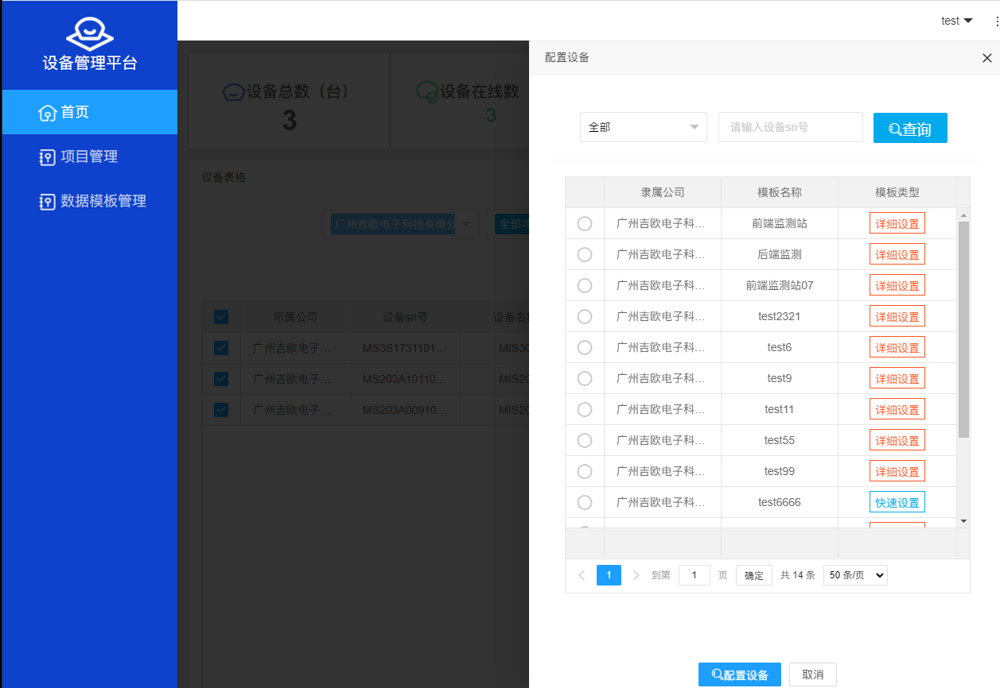 设备管理平台
首页
项目管理
数据模板管理
test
设备总数（台）
3
设备在线数
3
设备表格
广州吉欧电子科技有限公
全部项
所属公司 设备sn号 设备名
广州吉欧电子... MS3S1731101... MIS30
广州吉欧电子... MS203A10110... MIS20
广州吉欧电子... MS203A00910... MIS20
配置设备
全部 请输入设备sn号 查询
隶属公司 模板名称 模板类型
广州吉欧电子科... 前端监测站 详细设置
广州吉欧电子科... 后端监测 详细设置
广州吉欧电子科... 前端监测站07 详细设置
广州吉欧电子科... test2321 详细设置
广州吉欧电子科... test6 详细设置
广州吉欧电子科... test9 详细设置
广州吉欧电子科... test11 详细设置
广州吉欧电子科... test55 详细设置
广州吉欧电子科... test99 详细设置
广州吉欧电子科... test6666 快速设置
1 到第 1 页 确定 共 14 条 50 条/页
配置设备 取消